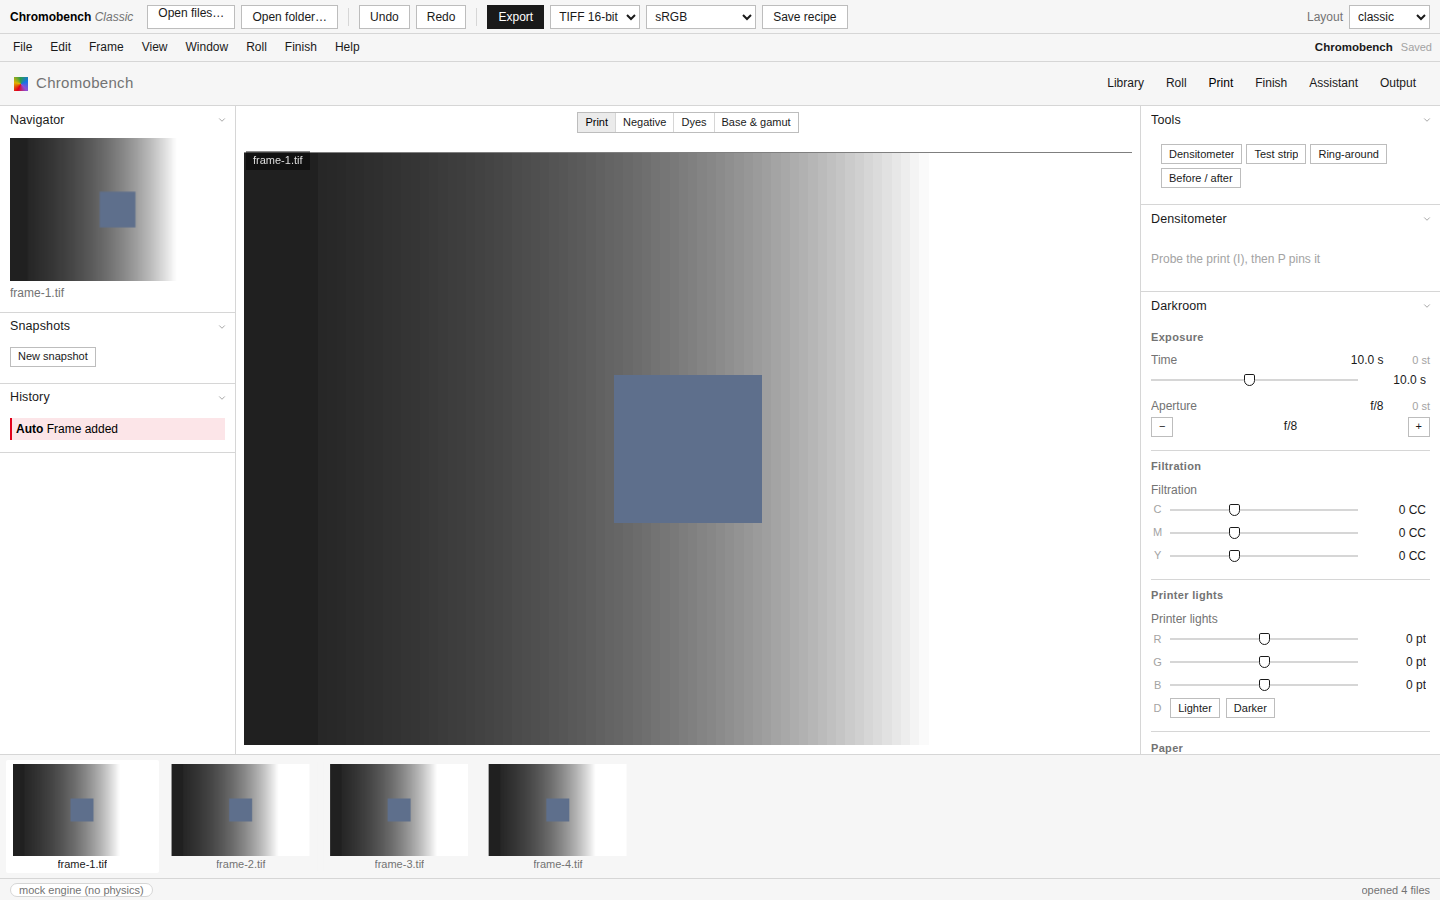 Chromobench Classic Open files… Open folder… Undo Redo Export TIFF 16-bit sRGB Save recipe Layout classic
File Edit Frame View Window Roll Finish Help Chromobench Saved
Chromobench Library Roll Print Finish Assistant Output
Navigator
frame-1.tif
Snapshots
New snapshot
History
Auto Frame added
Print Negative Dyes Base & gamut
frame-1.tif
Tools
Densitometer Test strip Ring-around
Before / after
Densitometer
Probe the print (I), then P pins it
Darkroom
Exposure
Time 10.0 s 0 st
10.0 s
Aperture f/8 0 st
− f/8 +
Filtration
Filtration
C 0 CC
M 0 CC
Y 0 CC
Printer lights
Printer lights
R 0 pt
G 0 pt
B 0 pt
D Lighter Darker
Paper
frame-1.tif frame-2.tif frame-3.tif frame-4.tif
mock engine (no physics) opened 4 files